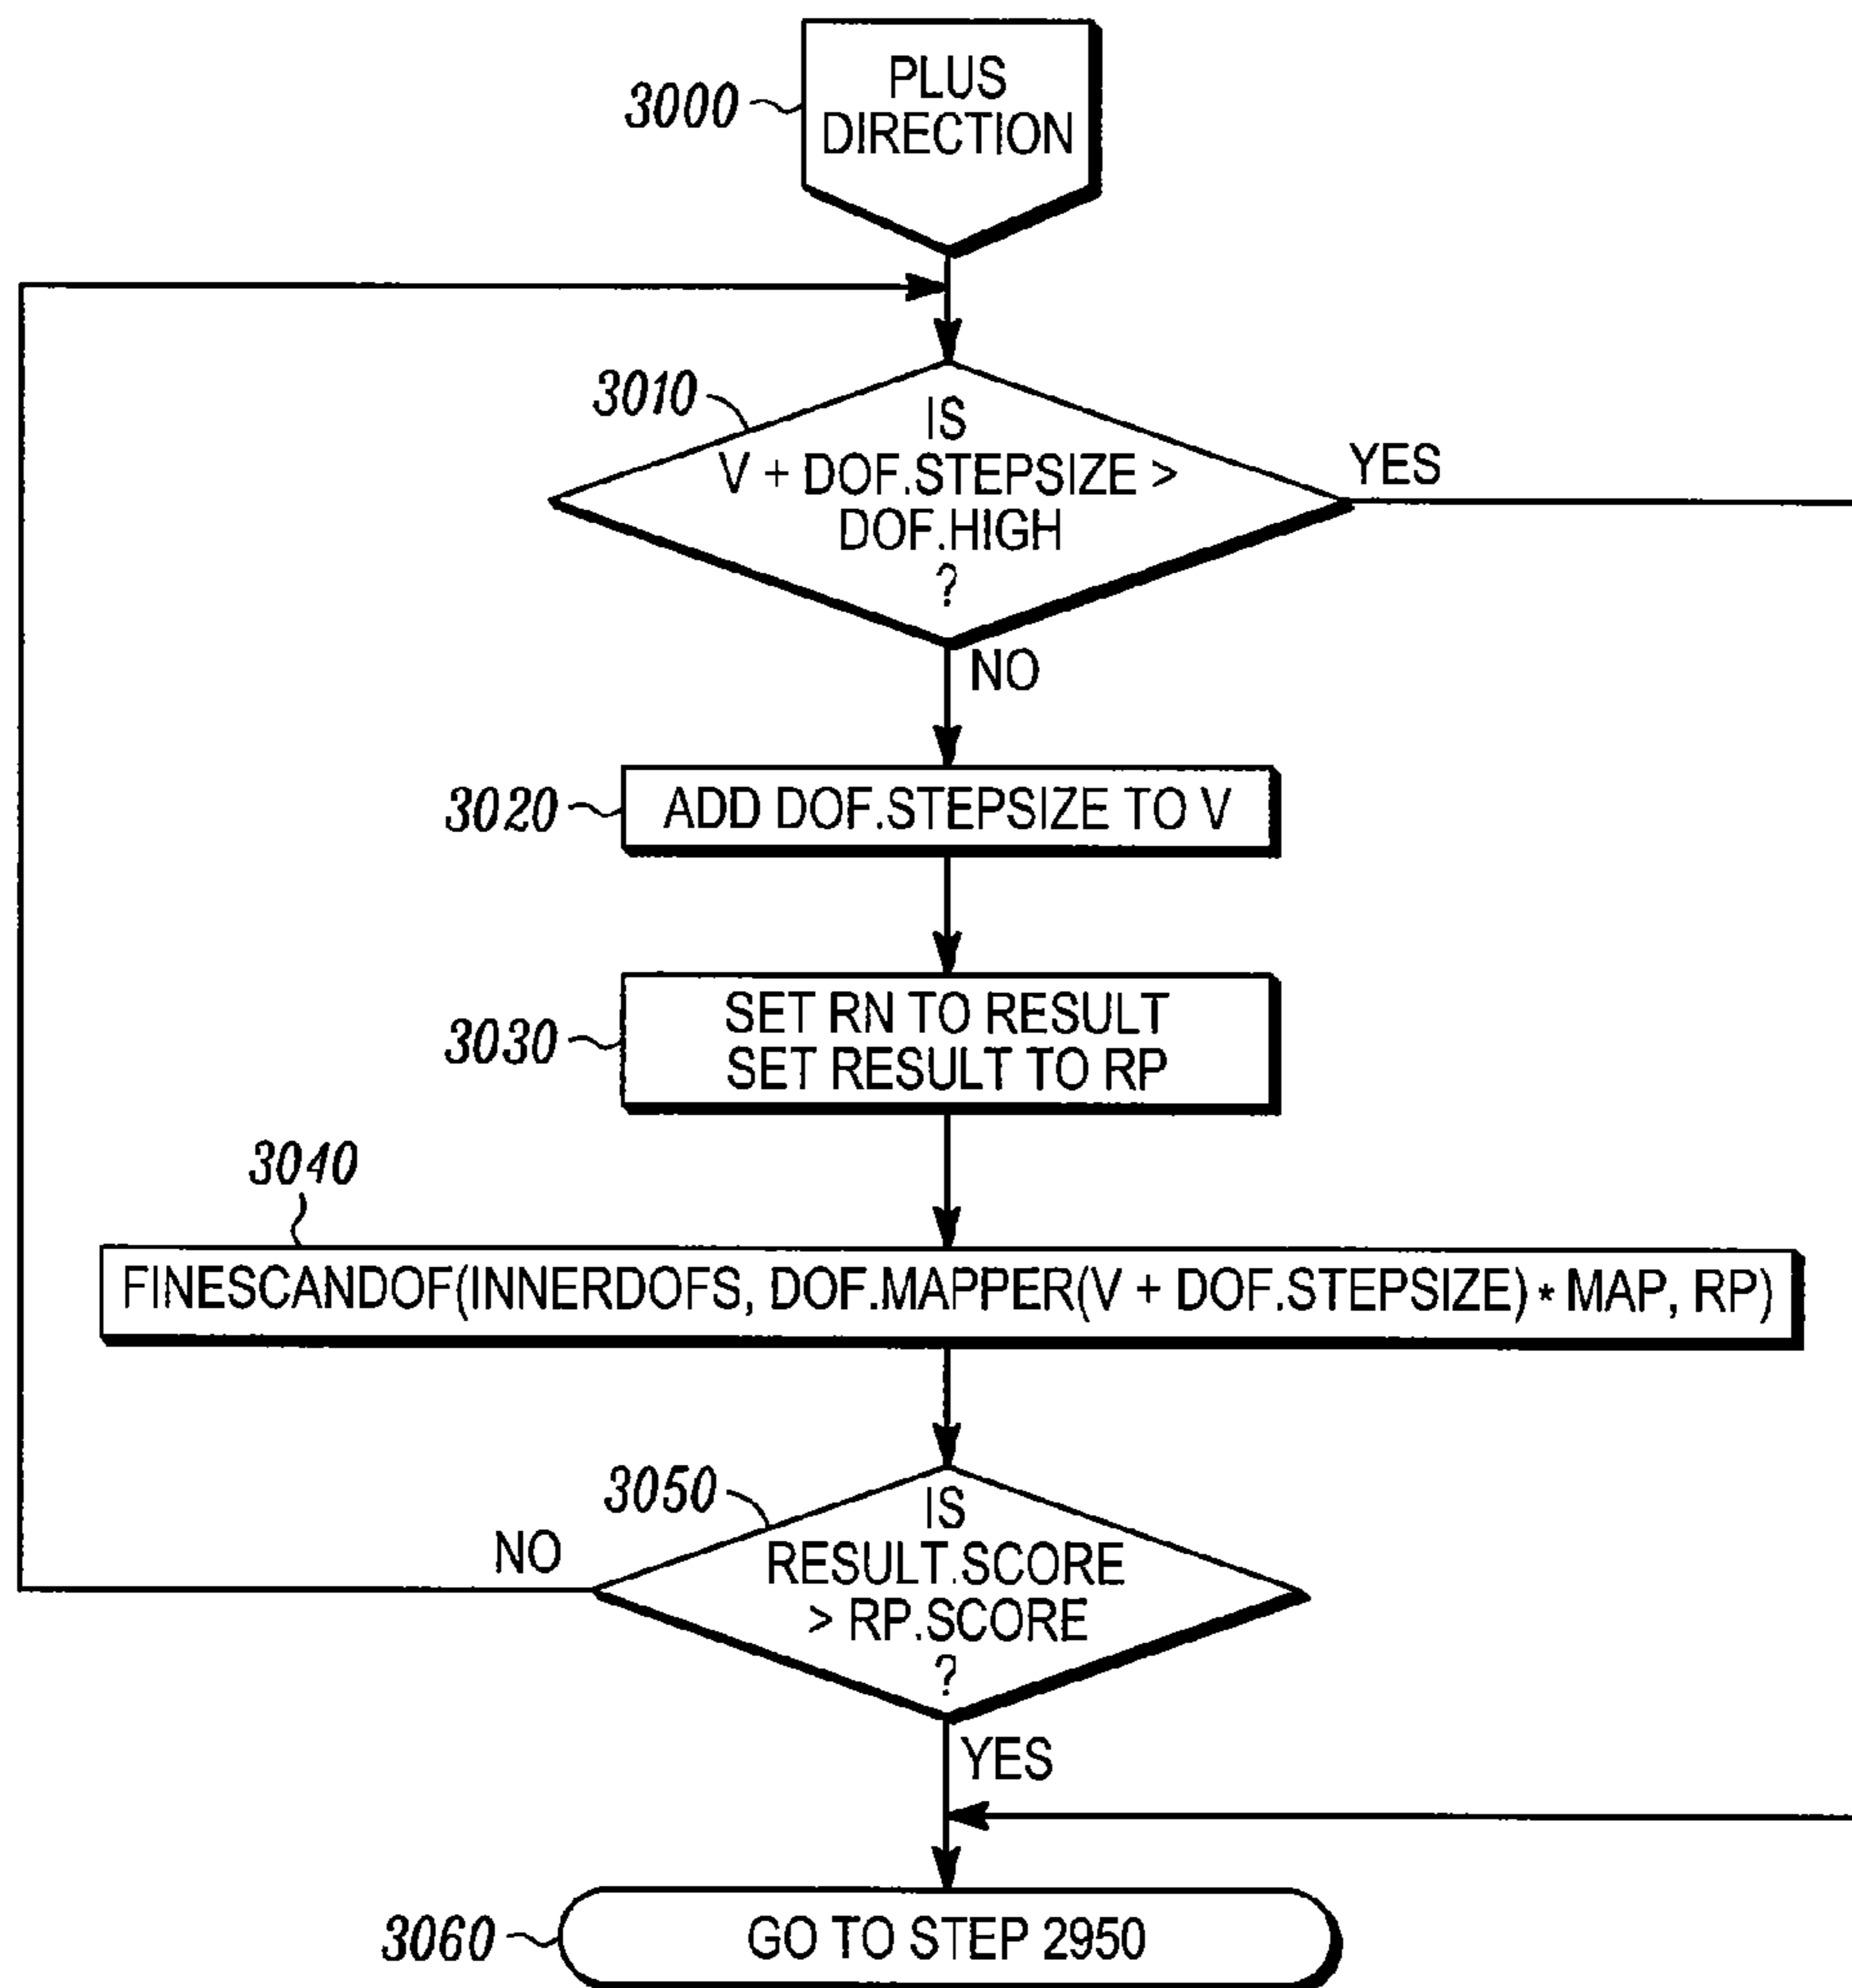 PLUS
DIRECTION
3000
3010
IS
V + DOF.STEPSIZE >
DOF.HIGH
?
YES
NO
3020
ADD DOF.STEPSIZE TO V
3030
SET RN TO RESULT
SET RESULT TO RP
3040
FINESCANDOF(INNERDOFS, DOF.MAPPER(V + DOF.STEPSIZE) * MAP, RP)
3050
IS
RESULT.SCORE
> RP.SCORE
?
NO
YES
3060
GO TO STEP 2950